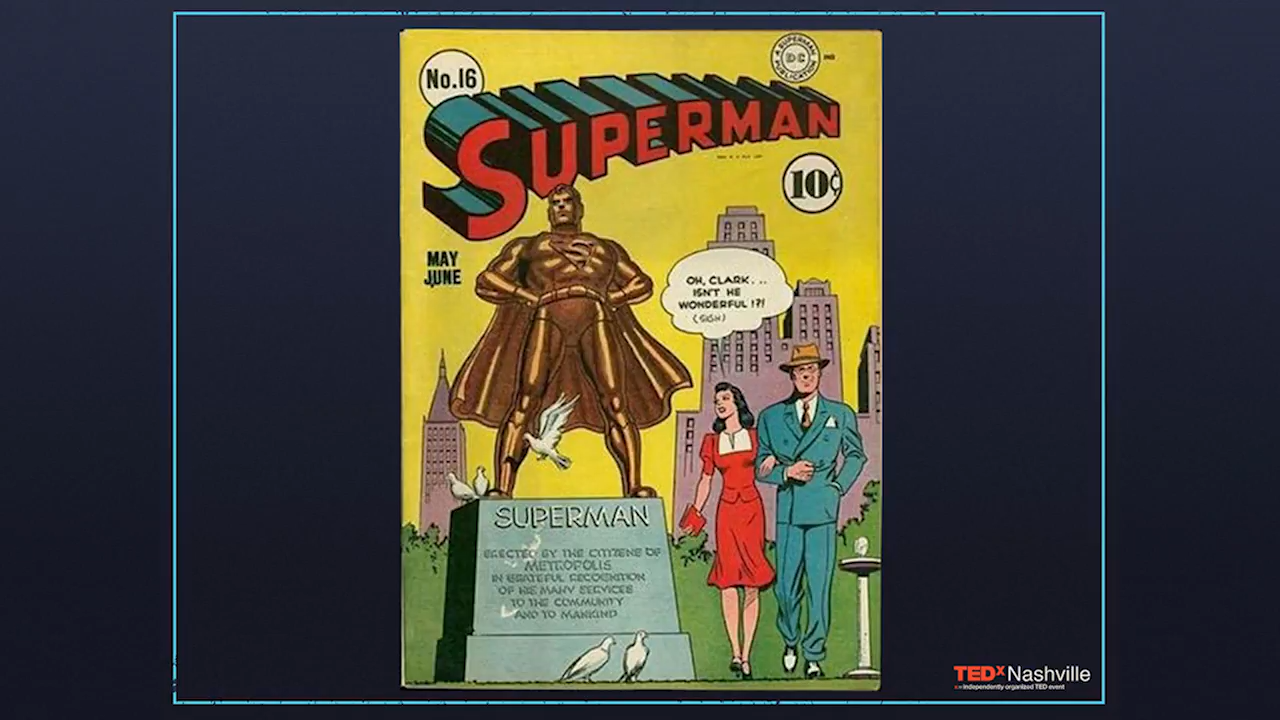 No.16
A SUPERMAN DC PUBLICATION
SUPERMAN
10¢
MAY
JUNE
OH, CLARK...
ISN'T HE
WONDERFUL!?!
(SIGH)
SUPERMAN
ERECTED BY THE CITIZENS OF
METROPOLIS
IN GRATEFUL RECOGNITION
OF HIS MANY SERVICES
TO THE COMMUNITY
AND TO MANKIND
TEDxNashville
x = independently organized TED event